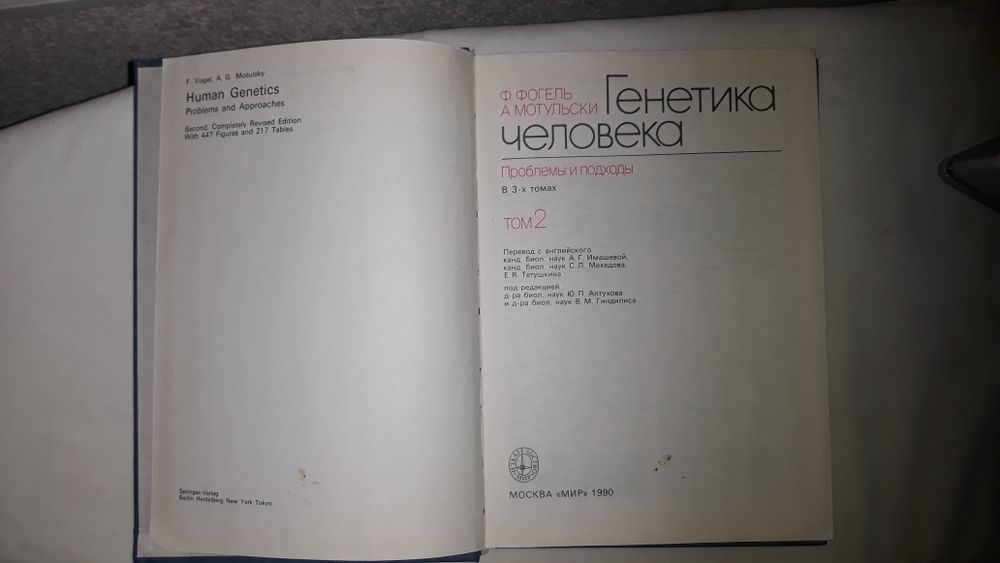 F. Vogel, A. G. Motulsky
Human Genetics
Problems and Approaches
Second, Completely Revised Edition
With 447 Figures and 217 Tables
Springer-Verlag
Berlin Heidelberg New York Tokyo
Ф. ФОГЕЛЬ
А. МОТУЛЬСКИ
Генетика
человека
Проблемы и подходы
В 3-х томах
том 2
Перевод с английского
канд. биол. наук А. Г. Имашевой,
канд. биол. наук С. Л. Мехедова,
Е. Я. Тетушкина
под редакцией
д-ра биол. наук Ю. П. Алтухова
и д-ра биол. наук В. М. Гиндилиса
ИЗДАТЕЛЬСТВО «МИР»
МОСКВА «МИР» 1990